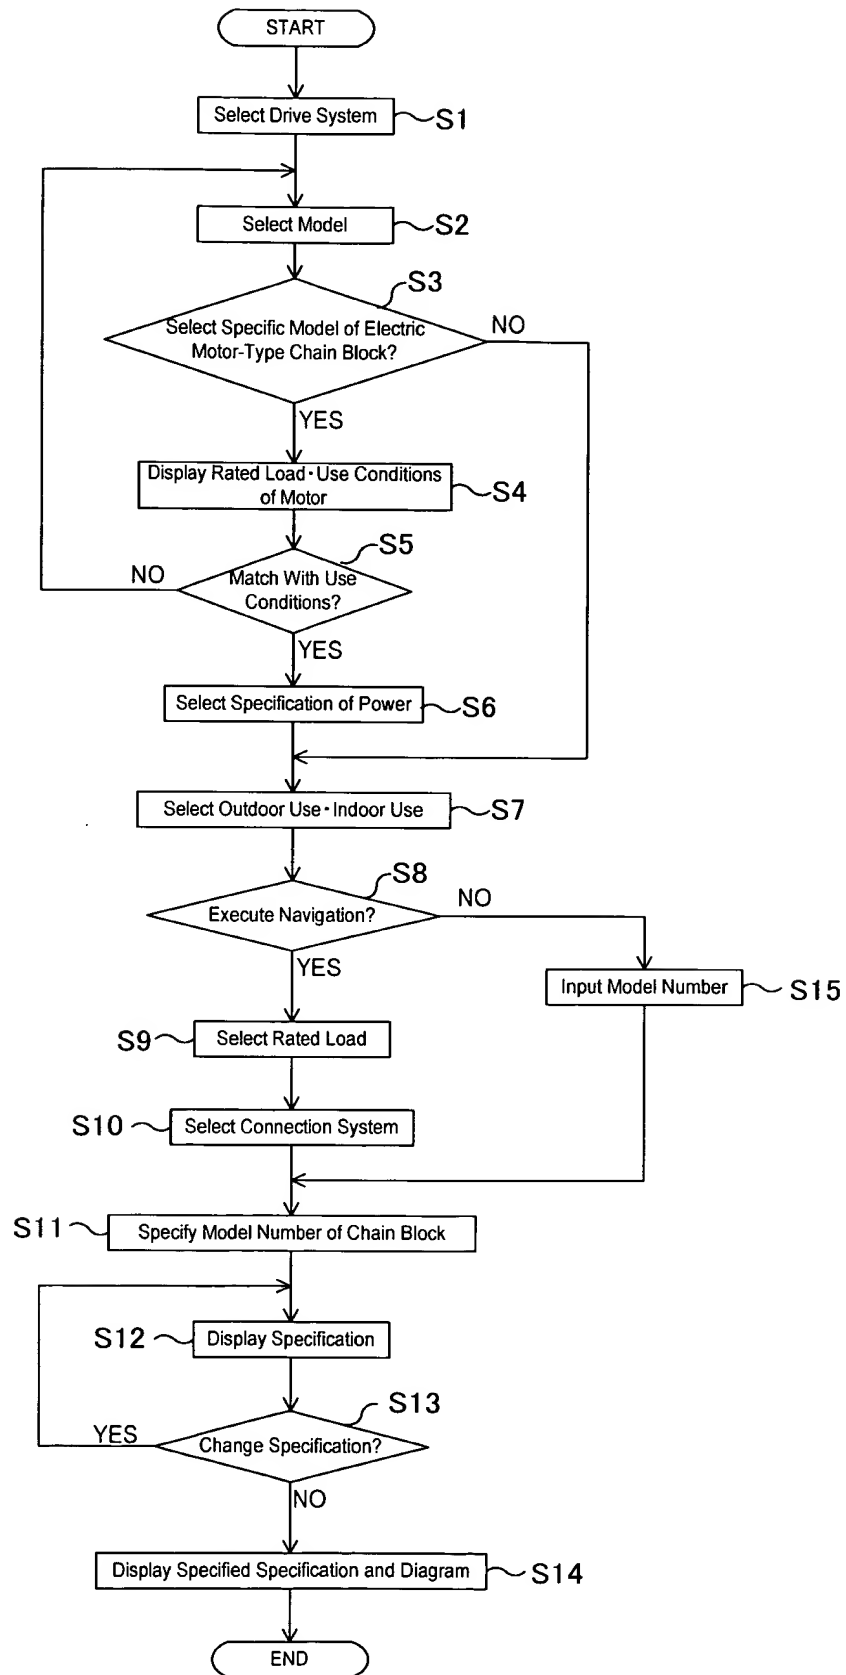 START
Select Drive System
S1
Select Model
S2
S3
Select Specific Model of Electric
Motor-Type Chain Block?
NO
YES
Display Rated Load・Use Conditions
of Motor
S4
S5
NO
Match With Use
Conditions?
YES
Select Specification of Power
S6
Select Outdoor Use・Indoor Use
S7
S8
Execute Navigation?
NO
YES
Input Model Number
S15
S9
Select Rated Load
S10
Select Connection System
S11
Specify Model Number of Chain Block
S12
Display Specification
S13
YES
Change Specification?
NO
Display Specified Specification and Diagram
S14
END